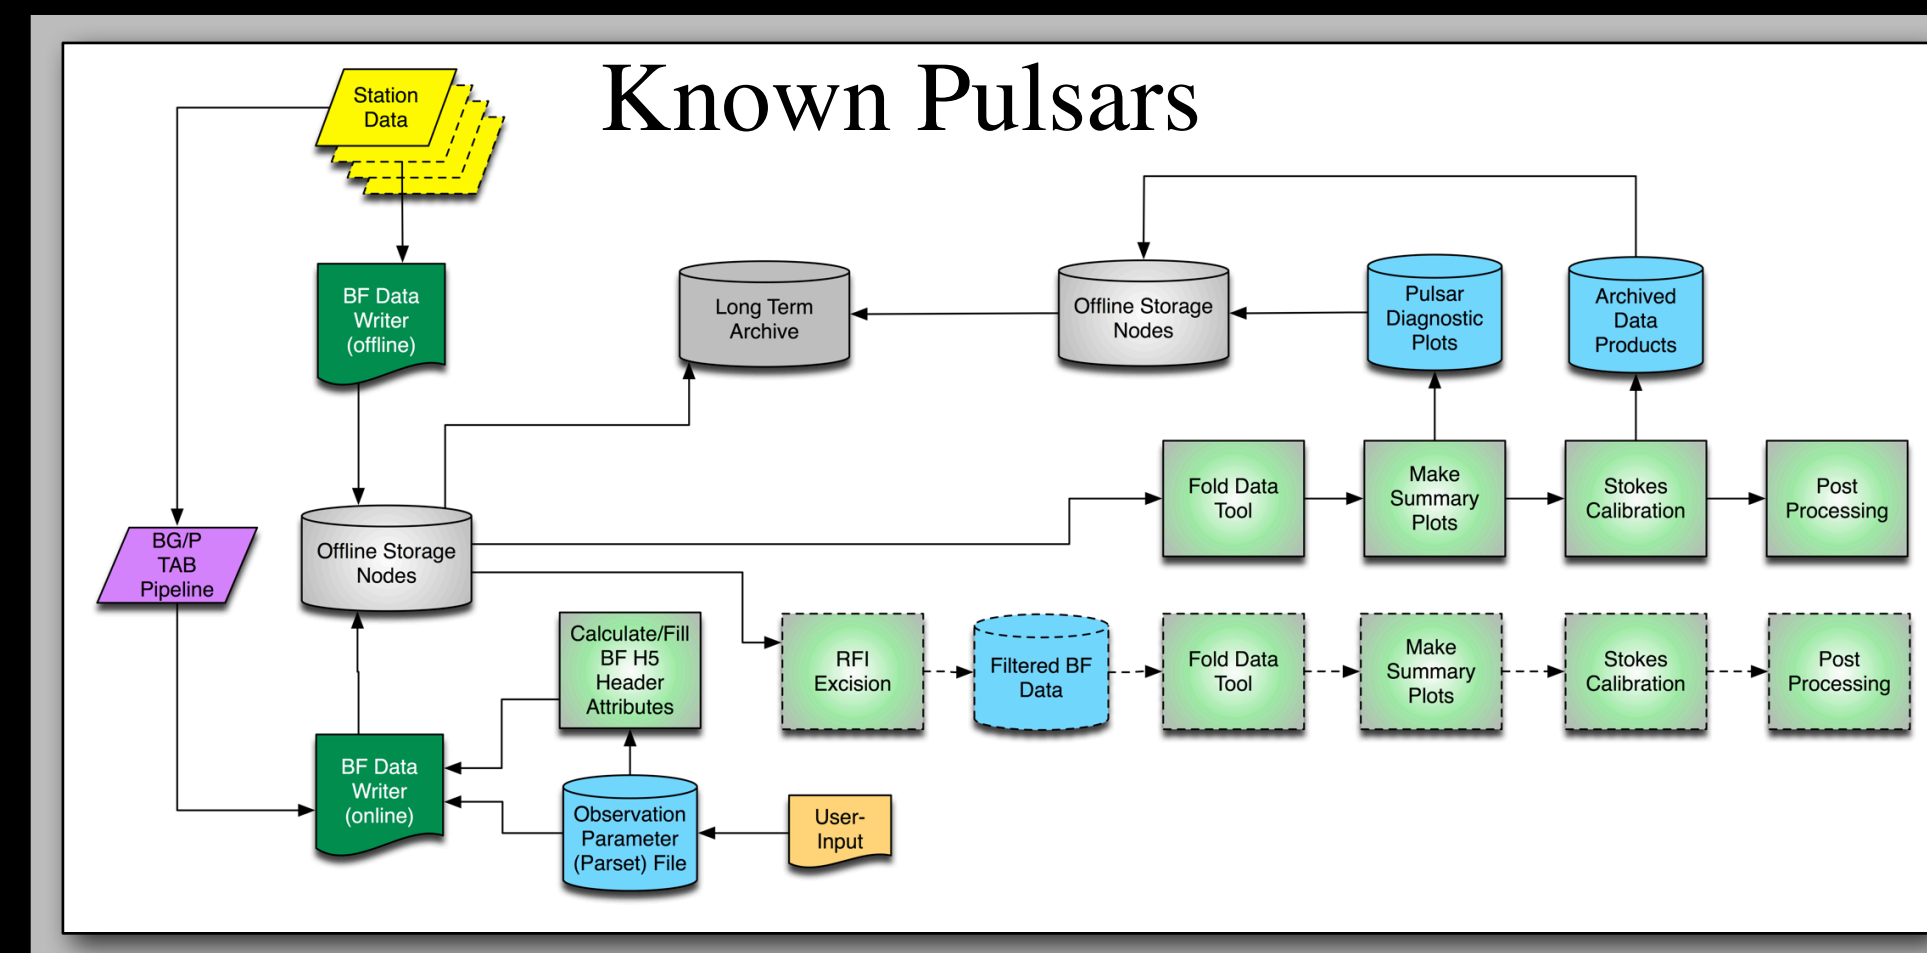 Known Pulsars
Station
Data
BF Data
Writer
(offline)
Long Term
Archive
Offline Storage
Nodes
Pulsar
Diagnostic
Plots
Archived
Data
Products
Fold Data
Tool
Make
Summary
Plots
Stokes
Calibration
Post
Processing
BG/P
TAB
Pipeline
Offline Storage
Nodes
Calculate/Fill
BF H5
Header
Attributes
RFI
Excision
Filtered BF
Data
Fold Data
Tool
Make
Summary
Plots
Stokes
Calibration
Post
Processing
BF Data
Writer
(online)
Observation
Parameter
(Parset) File
User-
Input